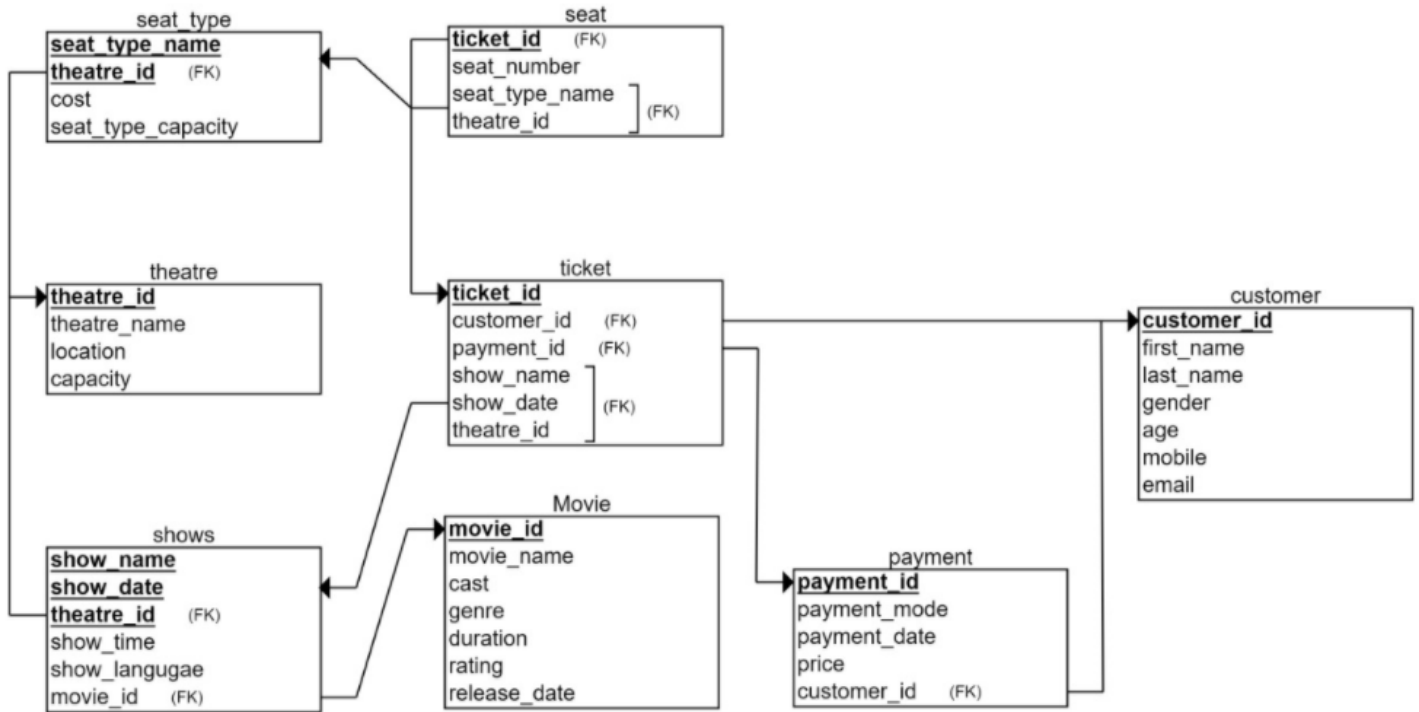 seat_type
seat_type_name
theatre_id (FK)
cost
seat_type_capacity
seat
ticket_id (FK)
seat_number
seat_type_name
theatre_id
(FK)
theatre
theatre_id
theatre_name
location
capacity
ticket
ticket_id
customer_id (FK)
payment_id (FK)
show_name
show_date
theatre_id
(FK)
customer
customer_id
first_name
last_name
gender
age
mobile
email
shows
show_name
show_date
theatre_id (FK)
show_time
show_langugae
movie_id (FK)
Movie
movie_id
movie_name
cast
genre
duration
rating
release_date
payment
payment_id
payment_mode
payment_date
price
customer_id (FK)